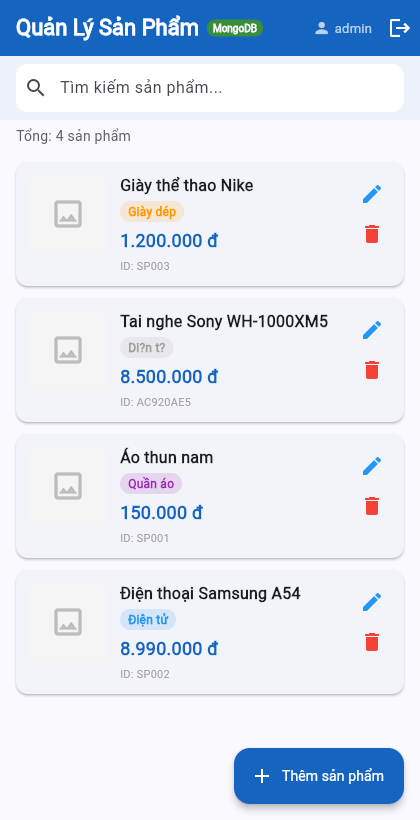 Quản Lý Sản Phẩm MongoDB admin
Tìm kiếm sản phẩm...
Tổng: 4 sản phẩm
Giày thể thao Nike
Giày dép
1.200.000 đ
ID: SP003
Tai nghe Sony WH-1000XM5
Di?n t?
8.500.000 đ
ID: AC920AE5
Áo thun nam
Quần áo
150.000 đ
ID: SP001
Điện thoại Samsung A54
Điện tử
8.990.000 đ
ID: SP002
Thêm sản phẩm